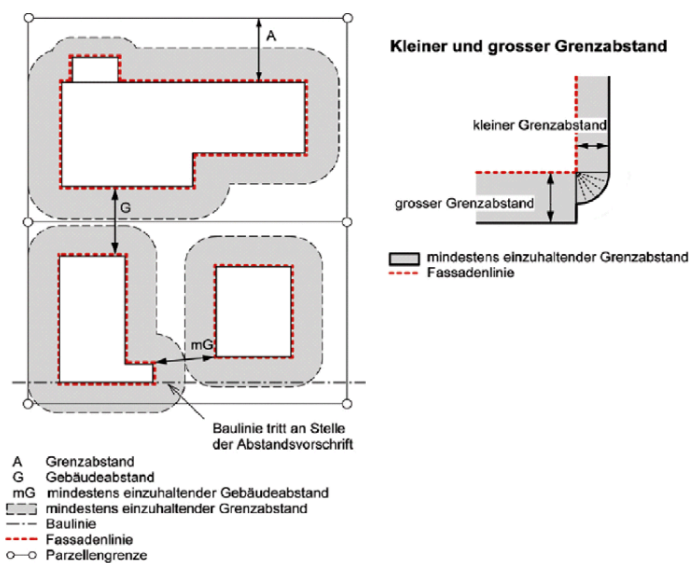 A
G
mG
Baulinie tritt an Stelle
der Abstandsvorschrift
A Grenzabstand
G Gebäudeabstand
mG mindestens einzuhaltender Gebäudeabstand
mindestens einzuhaltender Grenzabstand
Baulinie
Fassadenlinie
Parzellengrenze
Kleiner und grosser Grenzabstand
kleiner Grenzabstand
grosser Grenzabstand
mindestens einzuhaltender Grenzabstand
Fassadenlinie